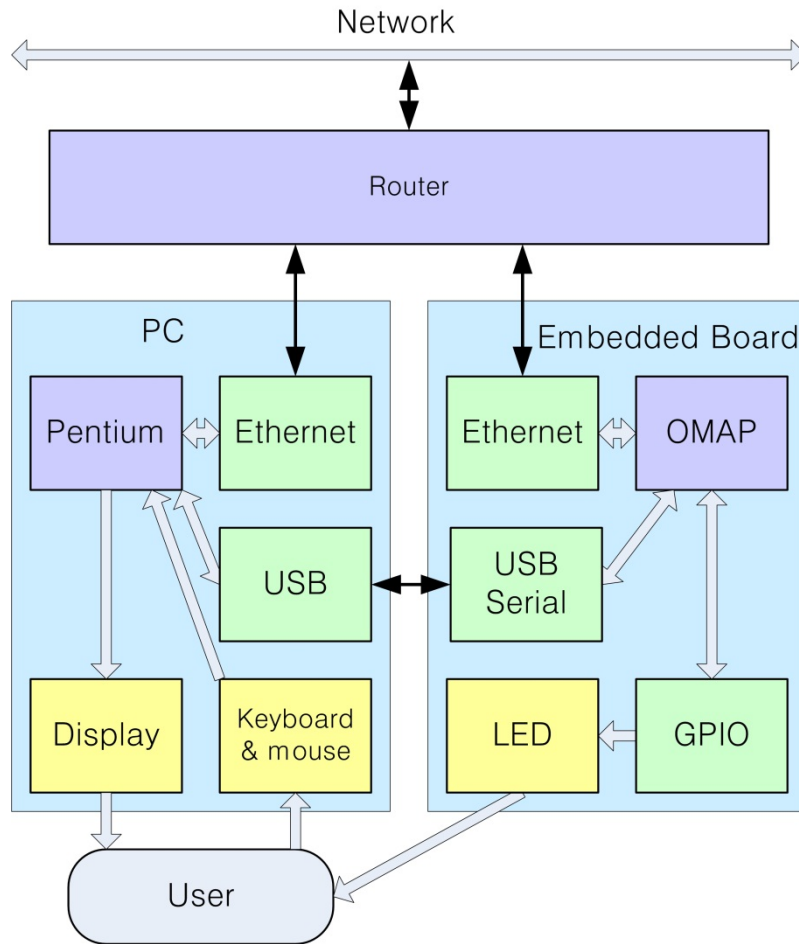 Network
Router
PC
Embedded Board
Pentium
Ethernet
Ethernet
OMAP
USB
USB
Serial
Display
Keyboard
& mouse
LED
GPIO
User